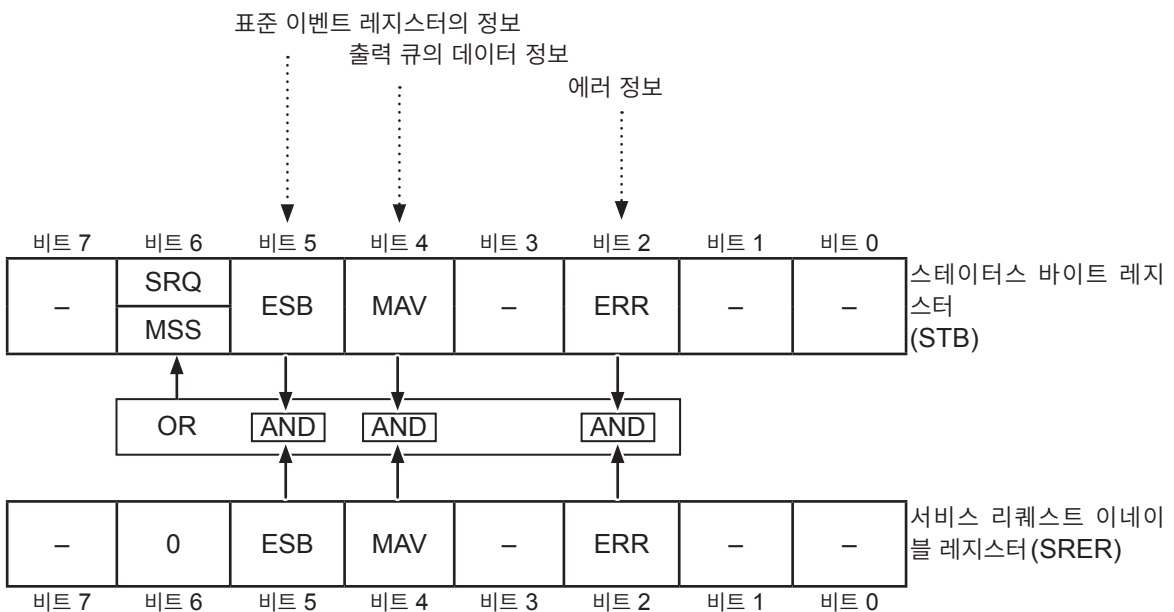 표준 이벤트 레지스터의 정보
출력 큐의 데이터 정보
에러 정보
비트 7 비트 6 비트 5 비트 4 비트 3 비트 2 비트 1 비트 0
– SRQ ESB MAV – ERR – –
MSS
스테이터스 바이트 레지
스터
(STB)
OR AND AND AND
– 0 ESB MAV – ERR – –
서비스 리퀘스트 이네이
블 레지스터(SRER)
비트 7 비트 6 비트 5 비트 4 비트 3 비트 2 비트 1 비트 0